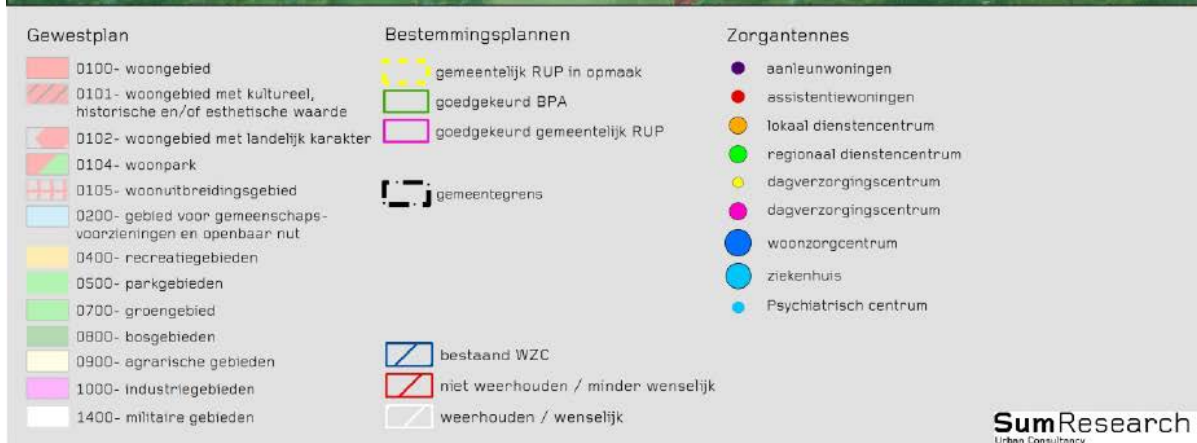 Gewestplan
0100- woongebied
0101- woongebied met kultureel,
historische en/of esthetische waarde
0102- woongebied met landelijk karakter
0104- woonpark
0105- woonuitbreidingsgebied
0200- gebied voor gemeenschaps-
voorzieningen en openbaar nut
0400- recreatiegebieden
0500- parkgebieden
0700- groengebied
0800- bosgebieden
0900- agrarische gebieden
1000- industriegebieden
1400- militaire gebieden
Bestemmingsplannen
gemeentelijk RUP in opmaak
goedgekeurd BPA
goedgekeurd gemeentelijk RUP
gemeentegrens
bestaand WZC
niet weerhouden / minder wenselijk
weerhouden / wenselijk
Zorgantennes
aanleunwoningen
assistentiewoningen
lokaal dienstencentrum
regionaal dienstencentrum
dagverzorgingscentrum
dagverzorgingscentrum
woonzorgcentrum
ziekenhuis
Psychiatrisch centrum
SumResearch
Urban Consultancy